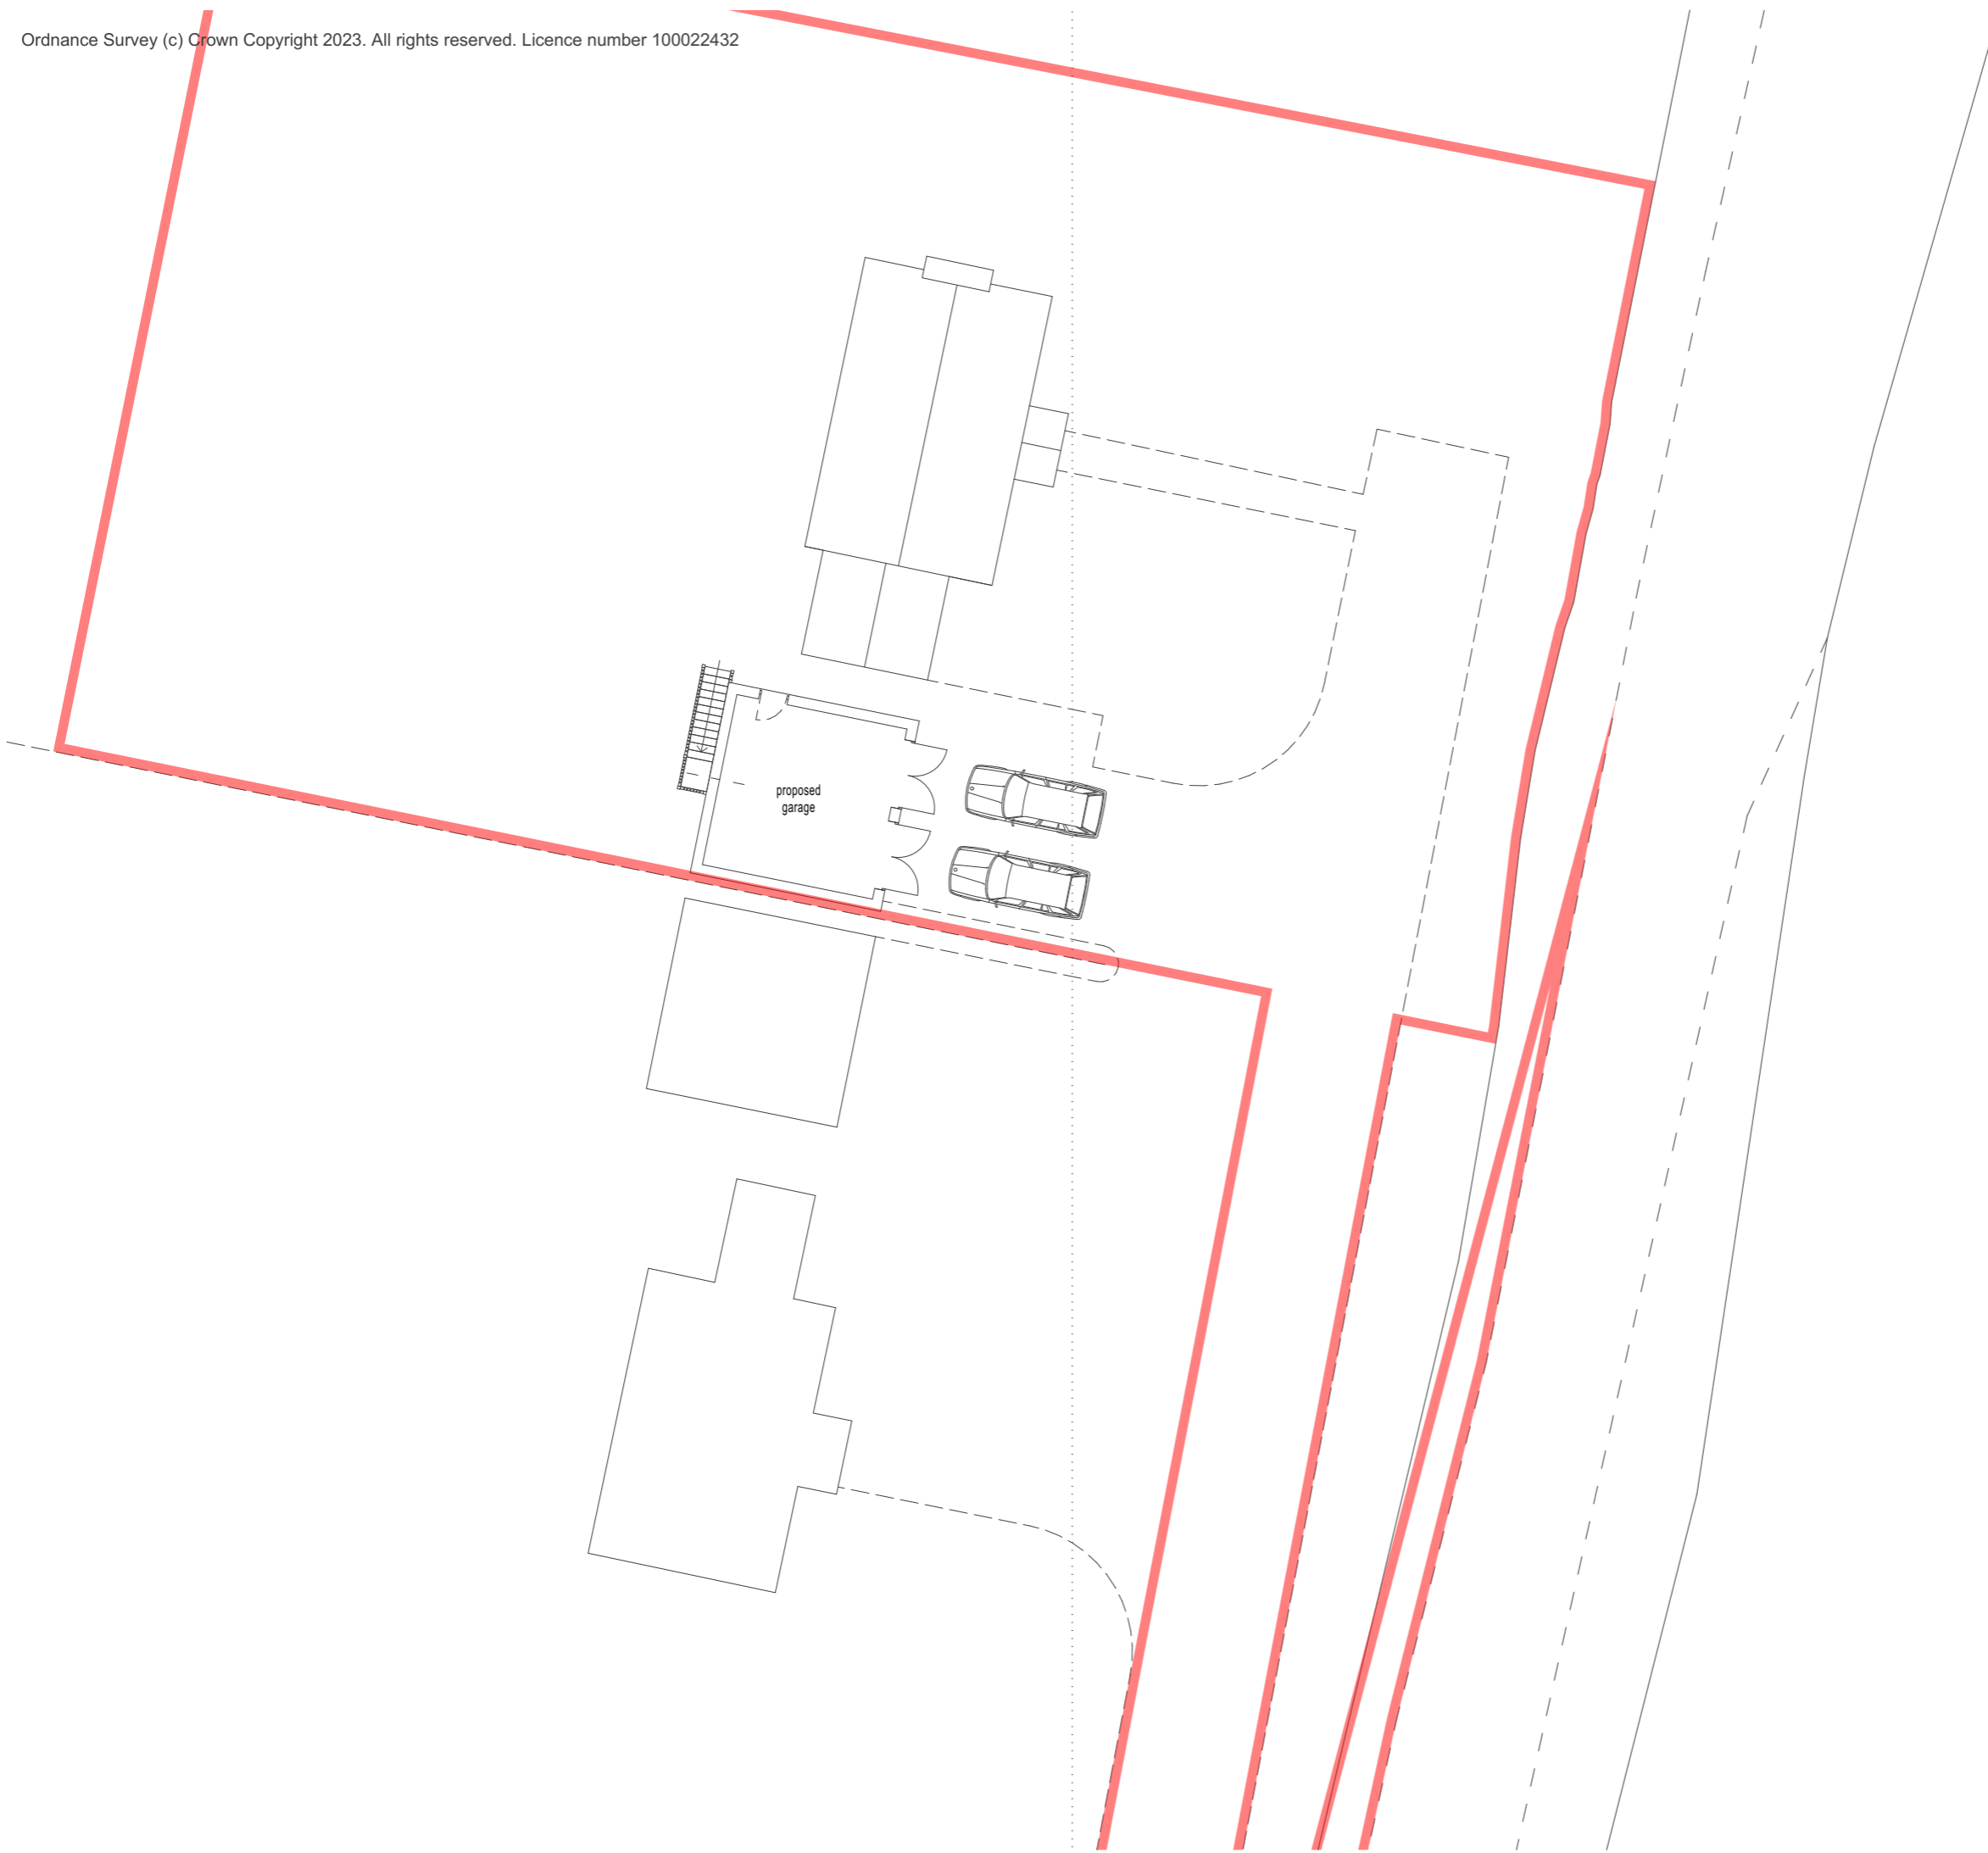 Ordnance Survey (c) Crown Copyright 2023. All rights reserved. Licence number 100022432
proposed
garage